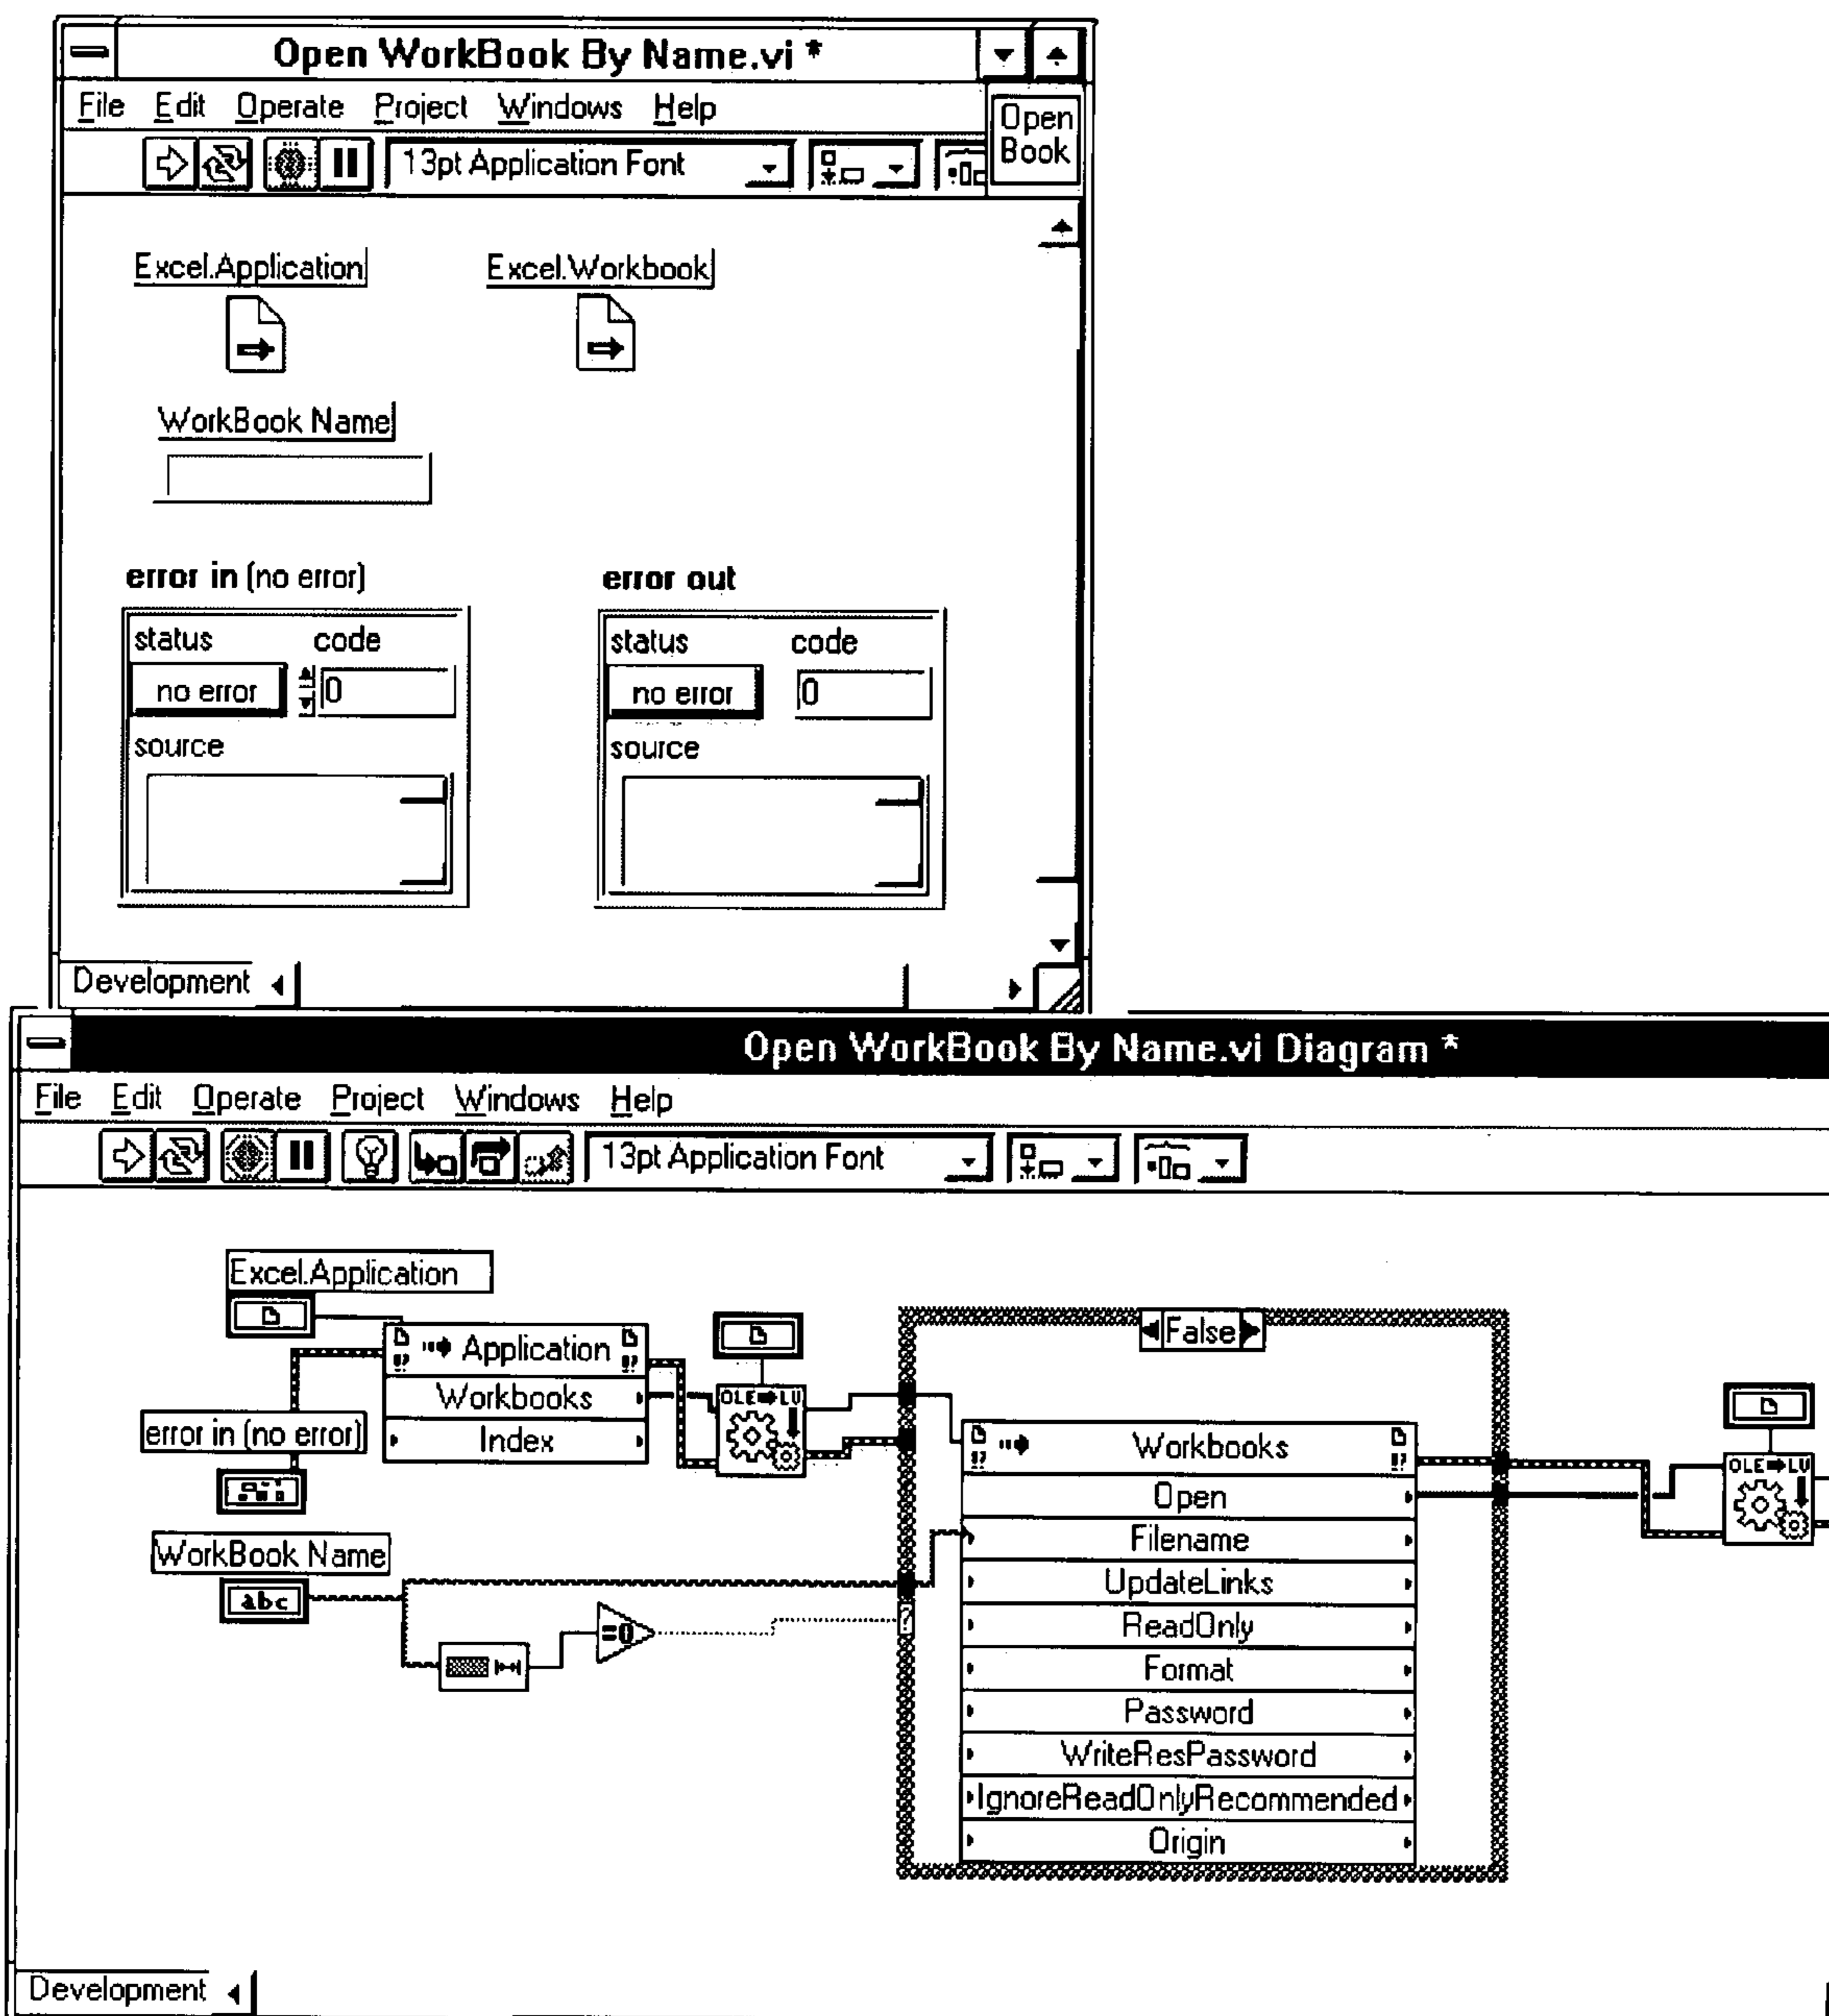 Open WorkBook By Name.vi *
File Edit Operate Project Windows Help
Open
Book
13pt Application Font
Excel.Application
Excel.Workbook
WorkBook Name
error in (no error)
error out
status code
status code
no error 0
no error 0
source
source
Development
Open WorkBook By Name.vi Diagram *
File Edit Operate Project Windows Help
13pt Application Font
Excel.Application
False
Application
Workbooks
OLE LV
Index
error in (no error)
Workbooks
OLE LV
Open
WorkBook Name
Filename
abc
UpdateLinks
=0
?
ReadOnly
Format
Password
WriteResPassword
IgnoreReadOnlyRecommended
Origin
Development